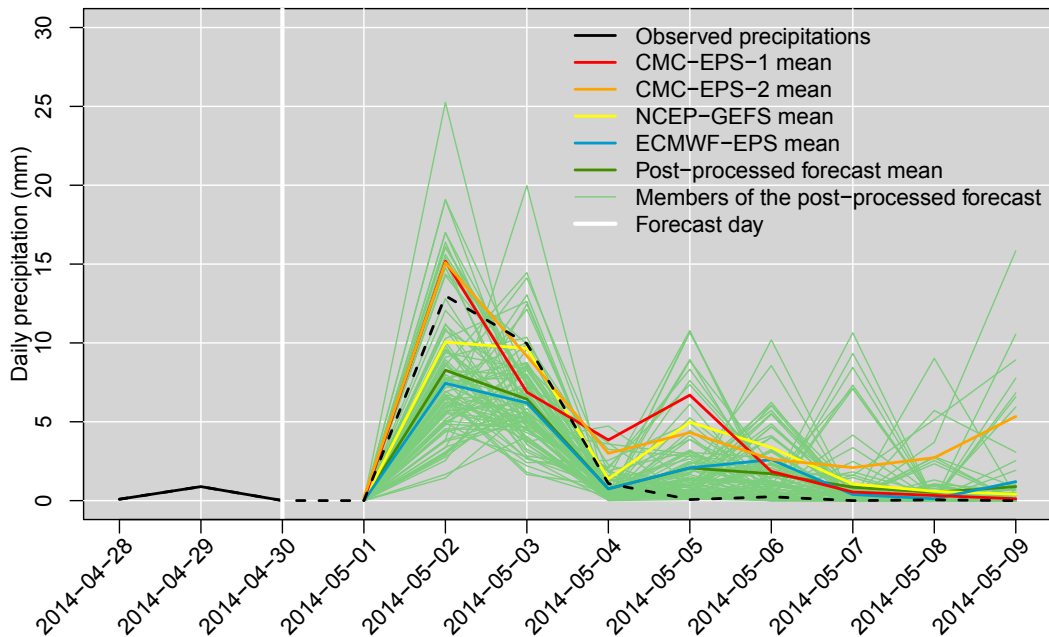 Daily precipitation (mm)
30
25
20
15
10
5
0
Observed precipitations
CMC−EPS−1 mean
CMC−EPS−2 mean
NCEP−GEFS mean
ECMWF−EPS mean
Post−processed forecast mean
Members of the post−processed forecast
Forecast day
2014−04−28
2014−04−29
2014−04−30
2014−05−01
2014−05−02
2014−05−03
2014−05−04
2014−05−05
2014−05−06
2014−05−07
2014−05−08
2014−05−09